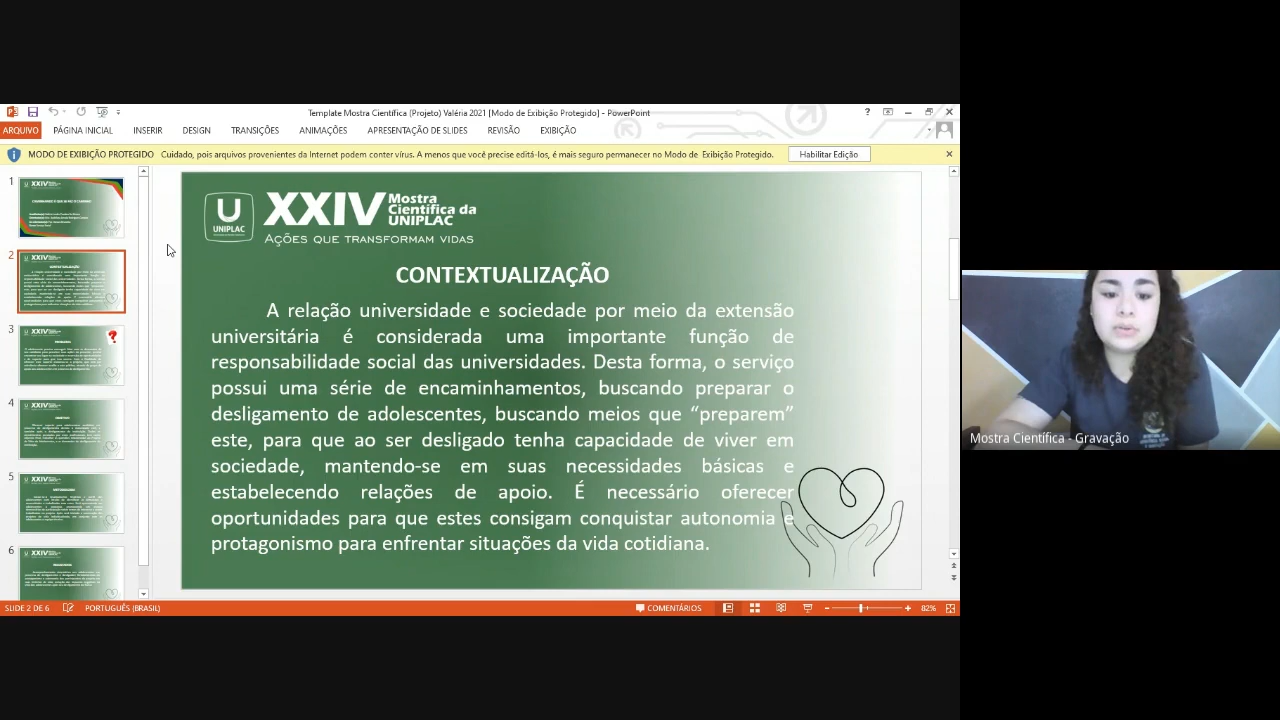 Template Mostra Científica (Projeto) Valéria 2021 [Modo de Exibição Protegido] - PowerPoint
ARQUIVO PÁGINA INICIAL INSERIR DESIGN TRANSIÇÕES ANIMAÇÕES APRESENTAÇÃO DE SLIDES REVISÃO EXIBIÇÃO
MODO DE EXIBIÇÃO PROTEGIDO Cuidado, pois arquivos provenientes da Internet podem conter vírus. A menos que você precise editá-los, é mais seguro permanecer no Modo de Exibição Protegido. Habilitar Edição
1
2
3
4
5
6
U
UNIPLAC
XXIV Mostra
Científica da
UNIPLAC
AÇÕES QUE TRANSFORMAM VIDAS
CONTEXTUALIZAÇÃO
A relação universidade e sociedade por meio da extensão
universitária é considerada uma importante função de
responsabilidade social das universidades. Desta forma, o serviço
possui uma série de encaminhamentos, buscando preparar o
desligamento de adolescentes, buscando meios que “preparem”
este, para que ao ser desligado tenha capacidade de viver em
sociedade, mantendo-se em suas necessidades básicas e
estabelecendo relações de apoio. É necessário oferecer
oportunidades para que estes consigam conquistar autonomia e
protagonismo para enfrentar situações da vida cotidiana.
Mostra Científica - Gravação
SLIDE 2 DE 6 PORTUGUÊS (BRASIL) COMENTÁRIOS 82%